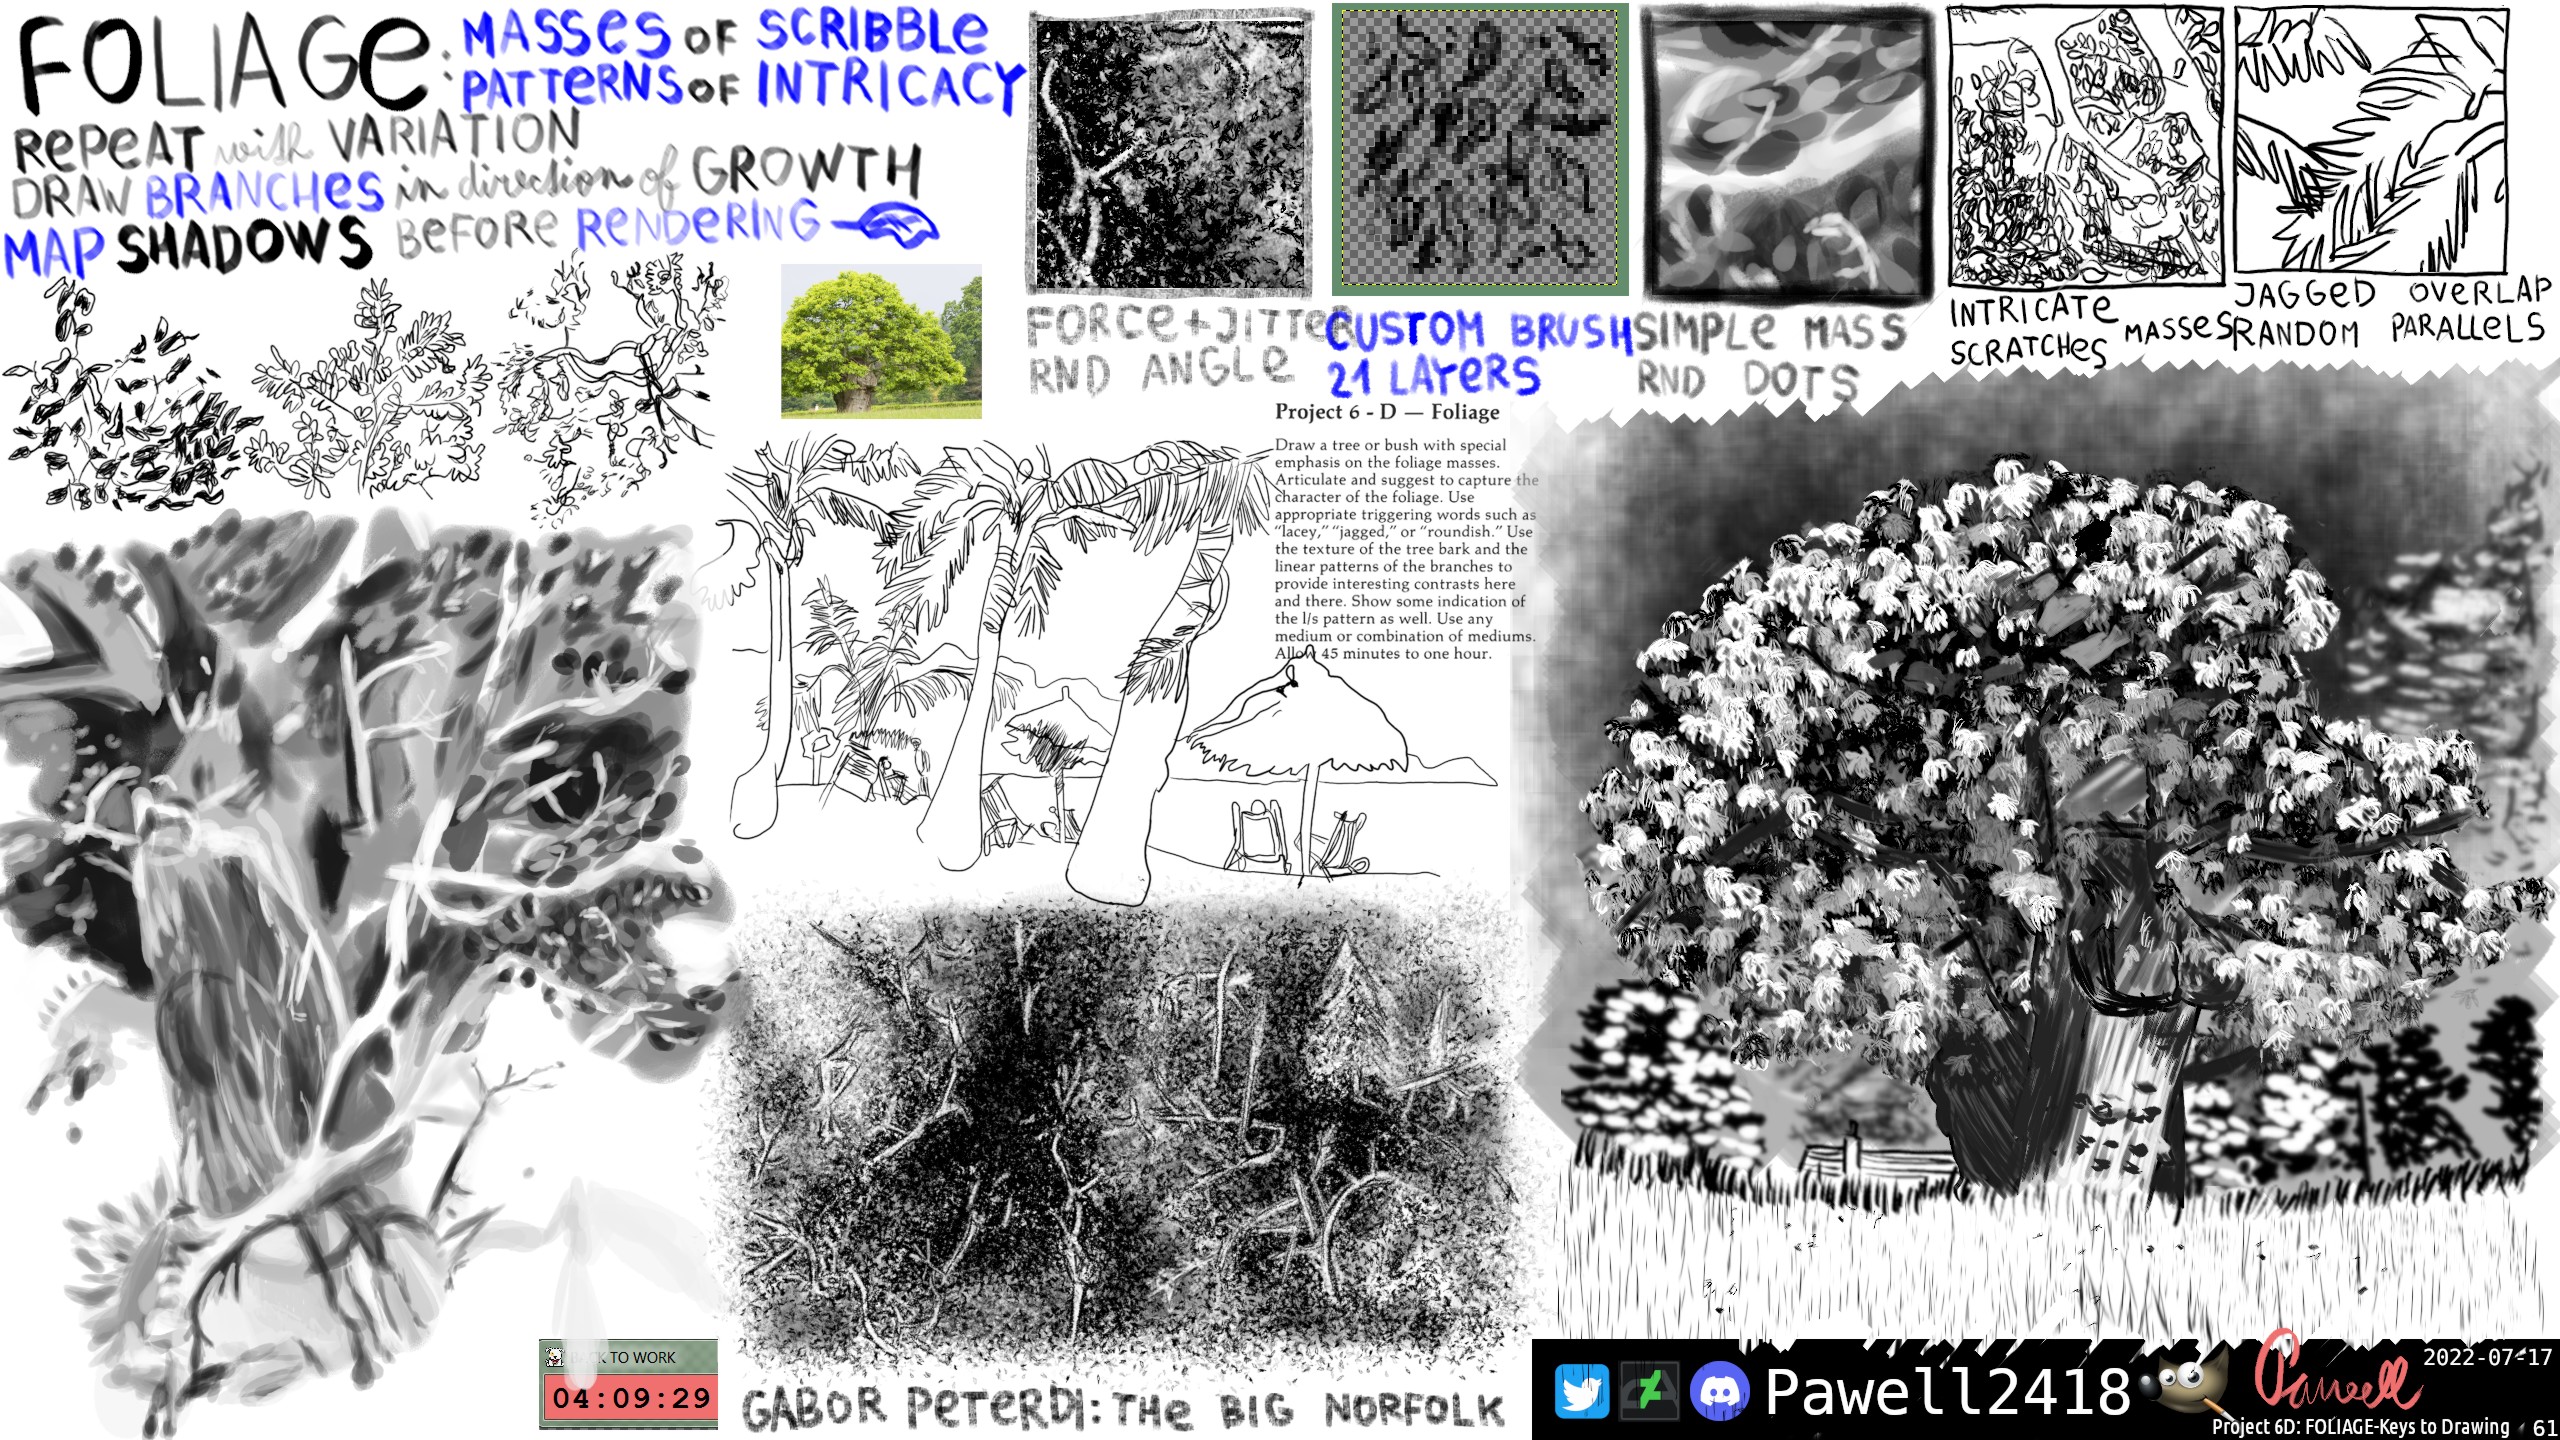 FOLIAGE: MASSES OF SCRIBBLE
PATTERNS OF INTRICACY
REPEAT with VARIATION
DRAW BRANCHES in direction of GROWTH
MAP SHADOWS BEFORE RENDERING
FORCE+JITTER
RND ANGLE
CUSTOM BRUSH
21 LAYERS
SIMPLE MASS
RND DOTS
INTRICATE
SCRATCHES
MASSES
JAGGED
RANDOM
OVERLAP
PARALLELS
Project 6 - D — Foliage
Draw a tree or bush with special
emphasis on the foliage masses.
Articulate and suggest to capture the
character of the foliage. Use
appropriate triggering words such as
“lacey,” “jagged,” or “roundish.” Use
the texture of the tree bark and the
linear patterns of the branches to
provide interesting contrasts here
and there. Show some indication of
the l/s pattern as well. Use any
medium or combination of mediums.
Allow 45 minutes to one hour.
TO WORK
04:09:29
GABOR PETERDI: THE BIG NORFOLK
Pawell2418
Pawell
2022-07-17
Project 6D: FOLIAGE-Keys to Drawing 61